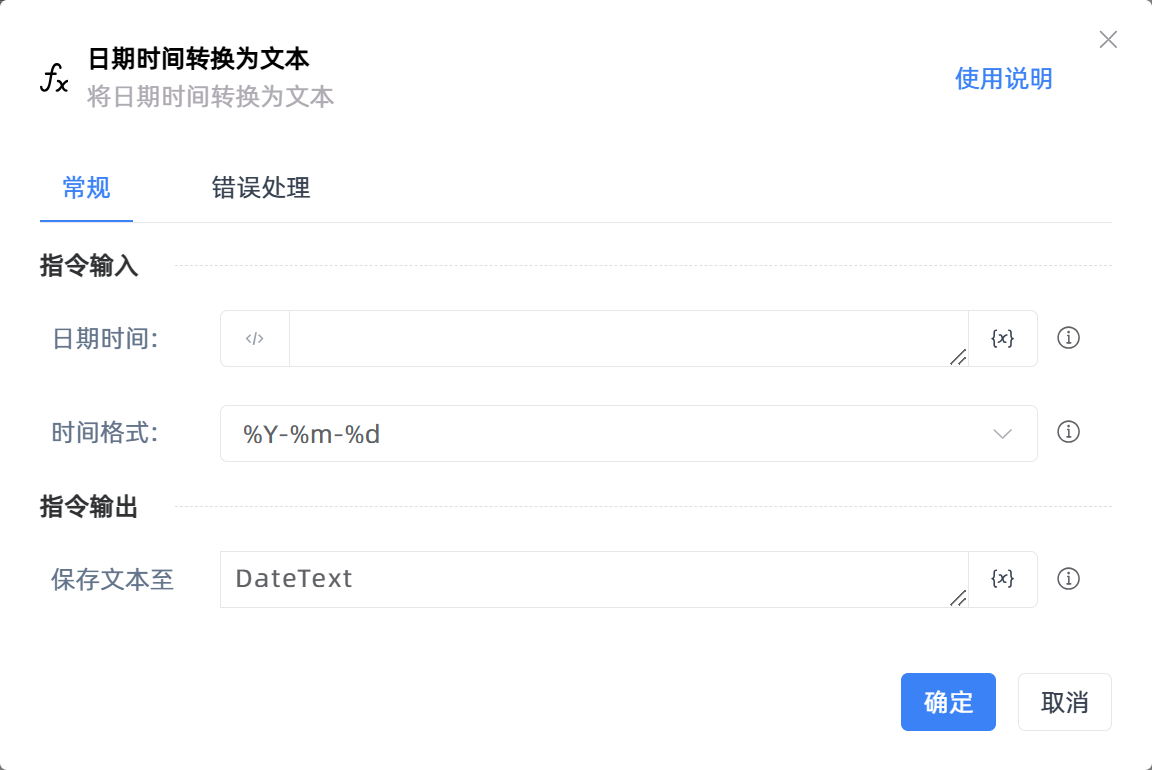 日期时间转换为文本
将日期时间转换为文本
使用说明
常规
错误处理
指令输入
日期时间：
</>
{x}
时间格式：
%Y-%m-%d
指令输出
保存文本至
DateText
{x}
确定
取消